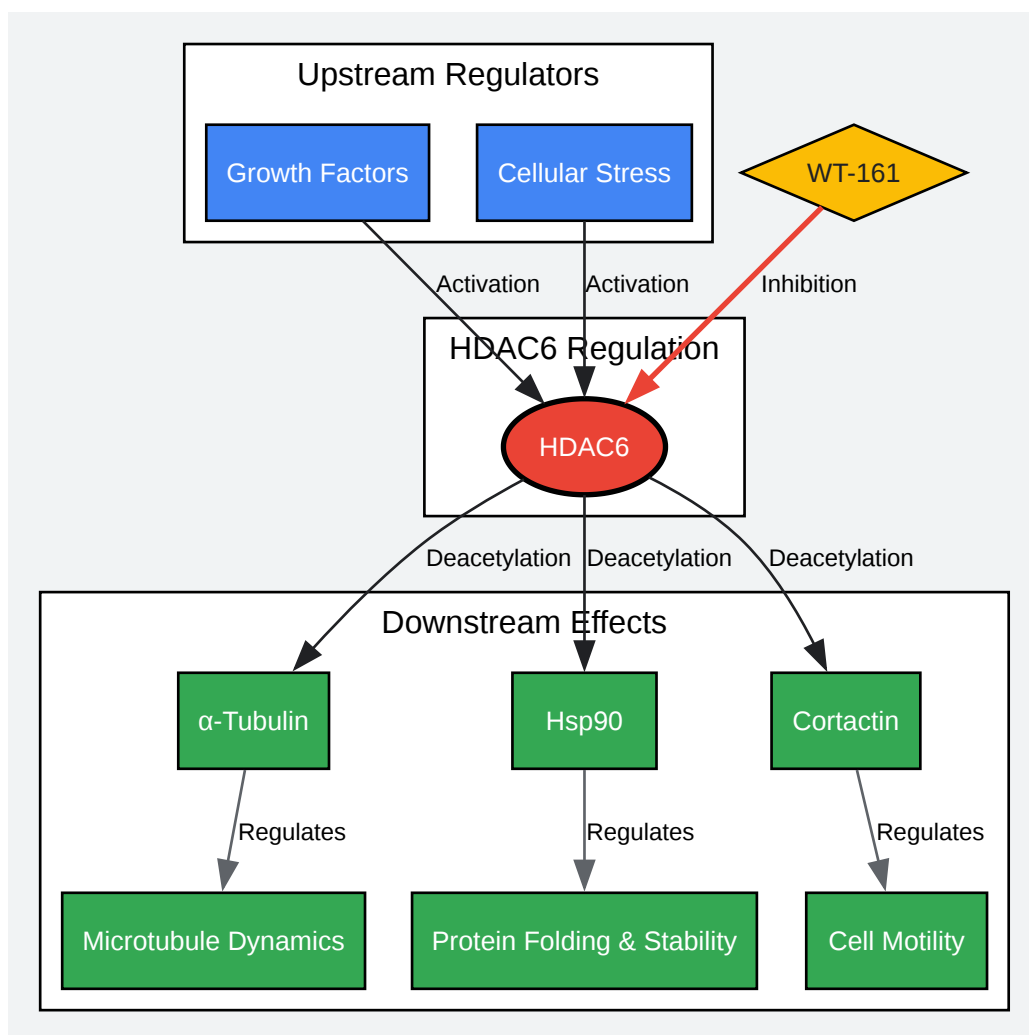 Upstream Regulators
Growth Factors
Cellular Stress
WT-161
Activation
Activation
Inhibition
HDAC6 Regulation
HDAC6
Deacetylation
Deacetylation
Deacetylation
Downstream Effects
α-Tubulin
Hsp90
Cortactin
Regulates
Regulates
Regulates
Microtubule Dynamics
Protein Folding & Stability
Cell Motility